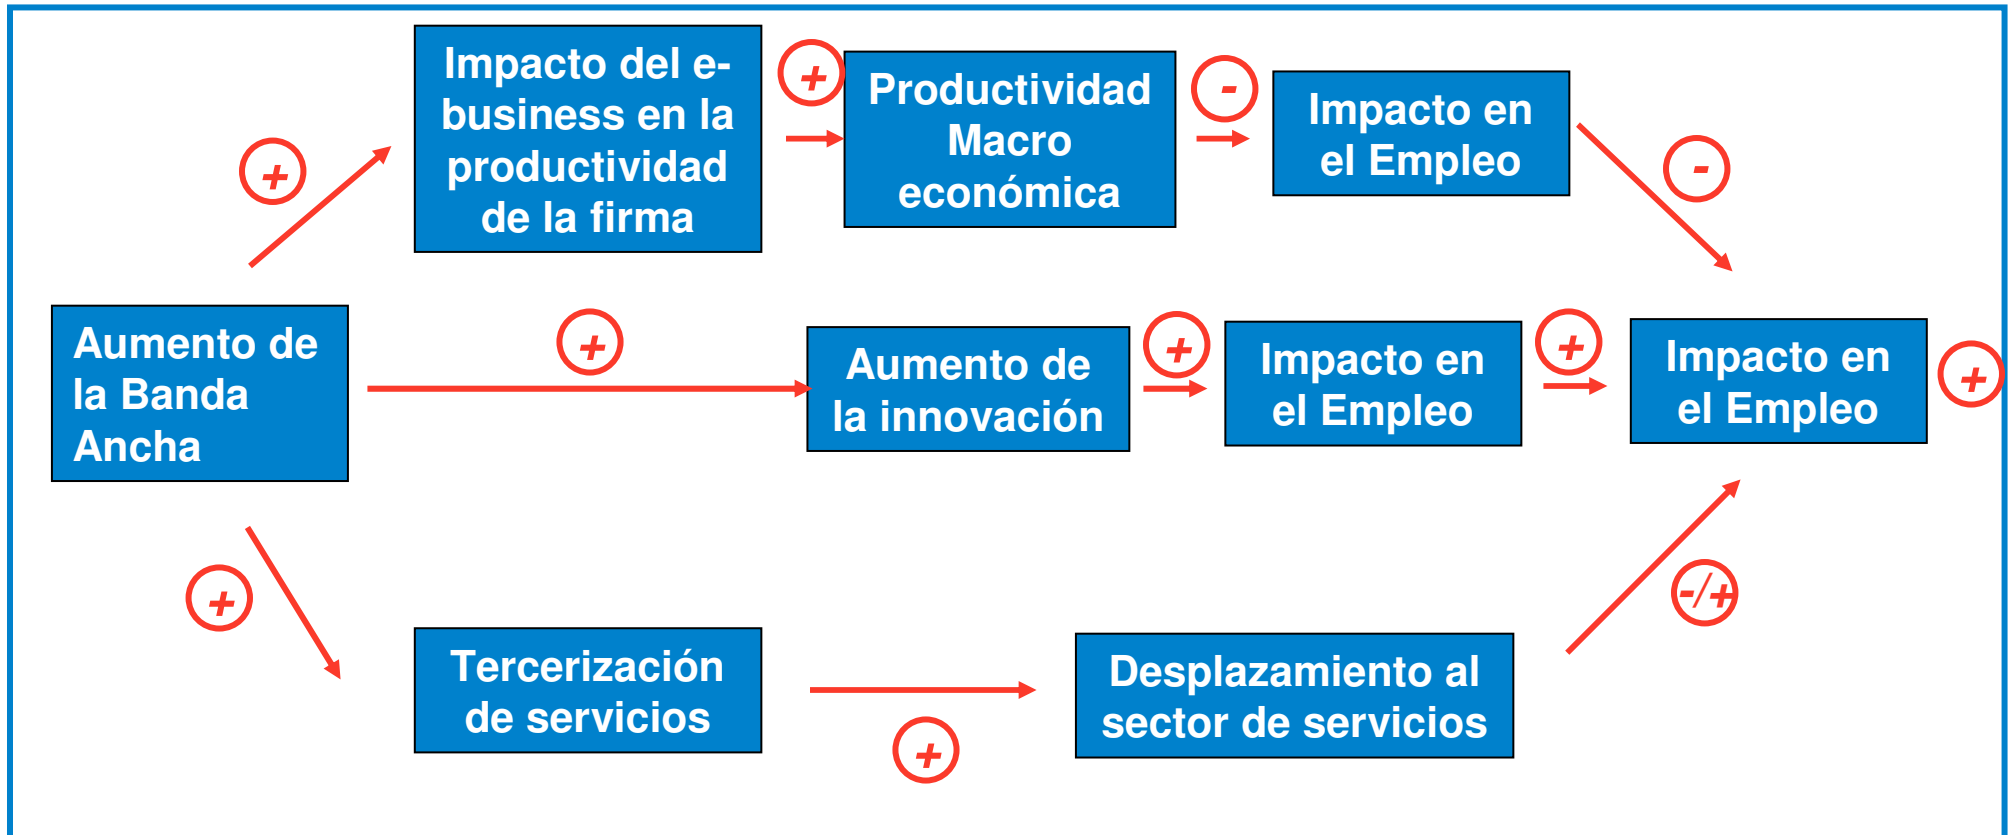 Impacto del e-
business en la
productividad
de la firma
+
Productividad
Macro
económica
-
Impacto en
el Empleo
-
+
Aumento de
la Banda
Ancha
+
Aumento de
la innovación
+
Impacto en
el Empleo
+
Impacto en
el Empleo
+
+
Tercerización
de servicios
+
Desplazamiento al
sector de servicios
-/+